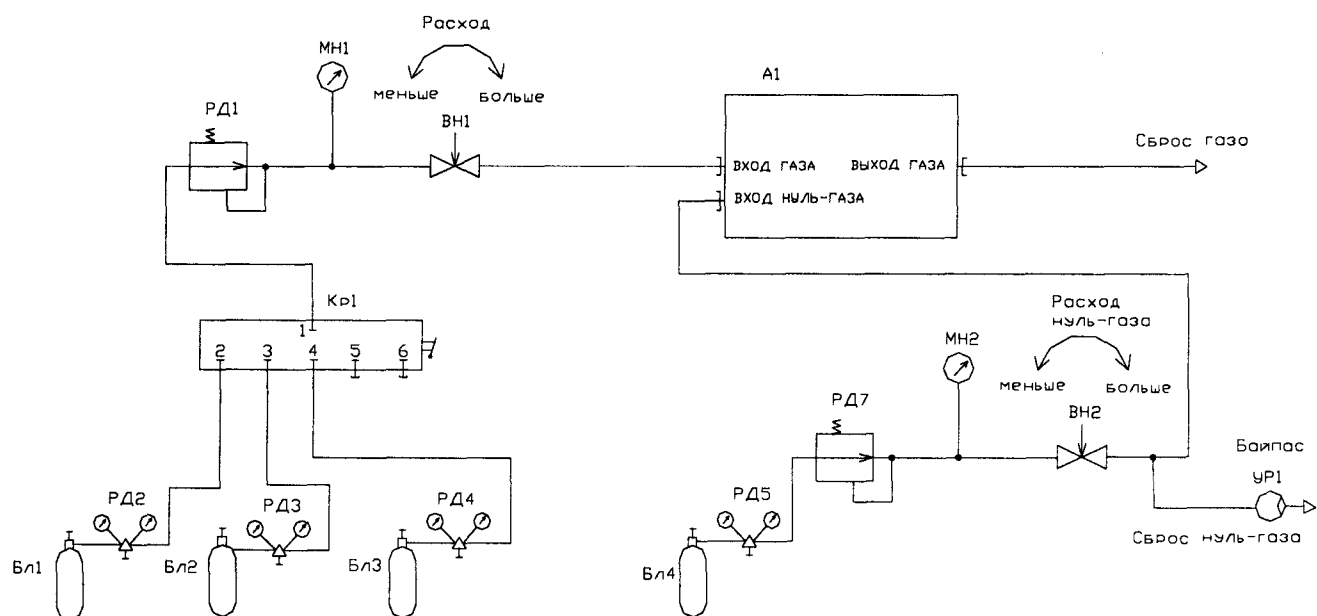 Расход
МН1
А1
меньше
больше
РД1
ВН1
Сброс газа
ВХОД ГАЗА
ВЫХОД ГАЗА
ВХОД НУЛЬ-ГАЗА
Кр1
1
2
3
4
5
6
Расход
нуль-газа
МН2
меньше
больше
РД7
ВН2
Байпас
УР1
РД2
РД3
РД4
РД5
Сброс нуль-газа
Бл1
Бл2
Бл3
Бл4